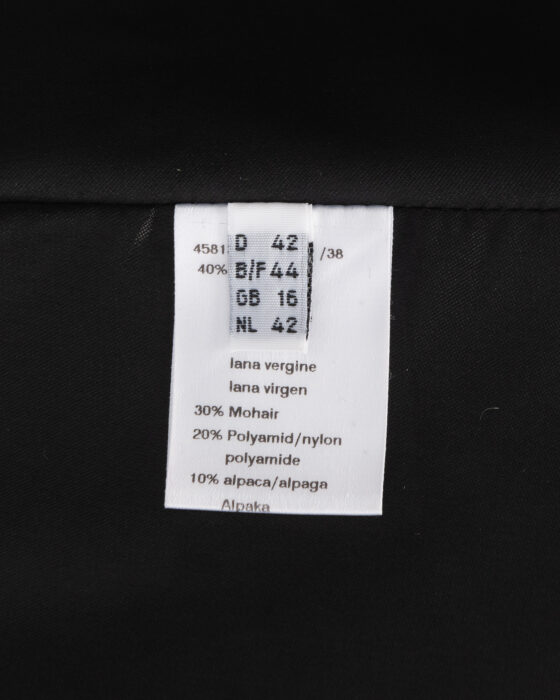 D 42
B/F 44
GB 16
NL 42
4581
/38
40%
lana vergine
lana virgen
30% Mohair
20% Polyamid/nylon
polyamide
10% alpaca/alpaga
Alpaka